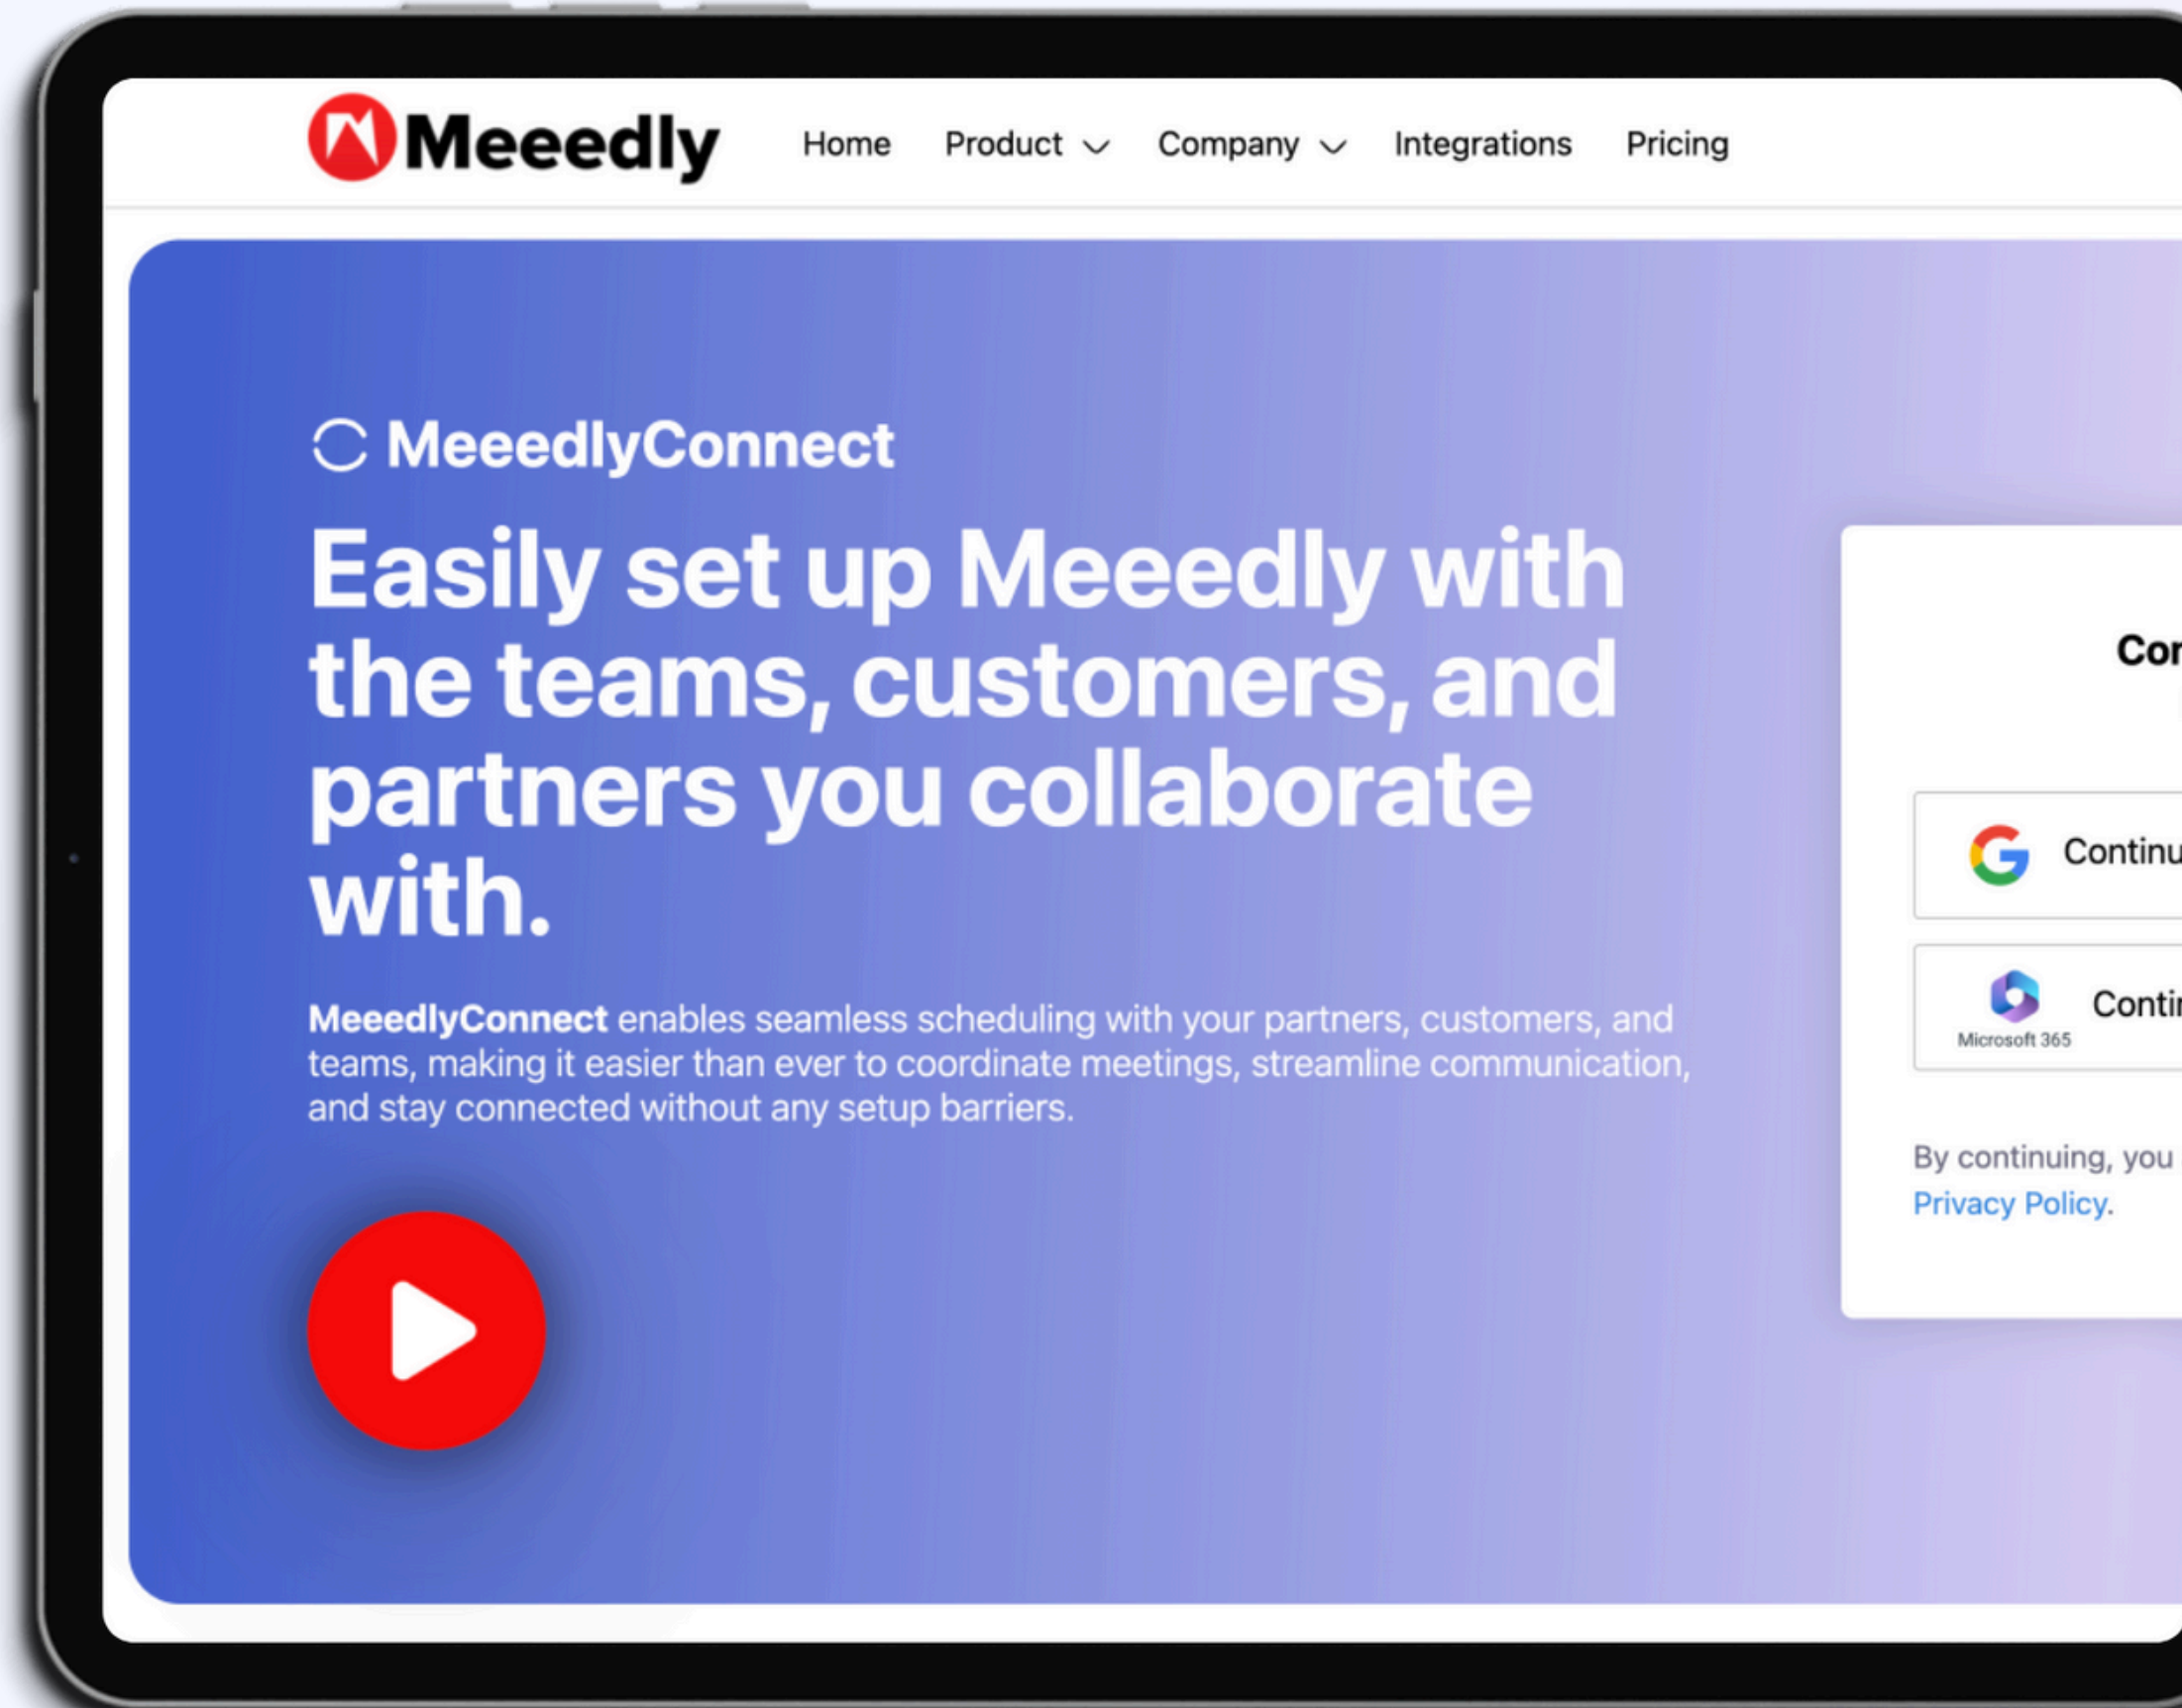 Meeedly
Home Product Company Integrations Pricing
MeeedlyConnect
Easily set up Meeedly with
the teams, customers, and
partners you collaborate
with.
MeeedlyConnect enables seamless scheduling with your partners, customers, and
teams, making it easier than ever to coordinate meetings, streamline communication,
and stay connected without any setup barriers.
Microsoft 365
By continuing, you
Privacy Policy.